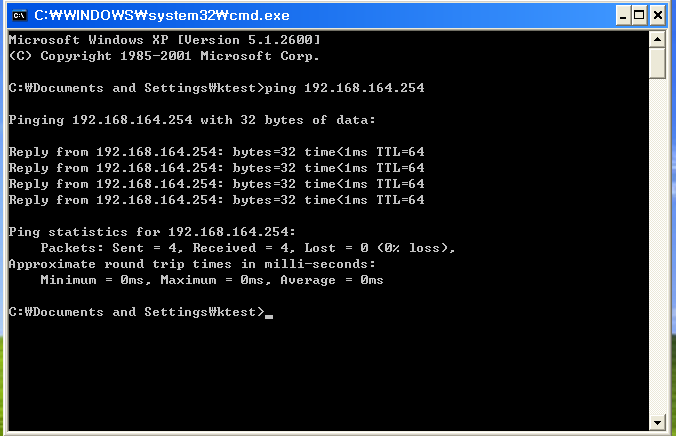 C:₩WINDOWS₩system32₩cmd.exe
Microsoft Windows XP [Version 5.1.2600]
(C) Copyright 1985-2001 Microsoft Corp.
C:₩Documents and Settings₩ktest>ping 192.168.164.254
Pinging 192.168.164.254 with 32 bytes of data:
Reply from 192.168.164.254: bytes=32 time<1ms TTL=64
Reply from 192.168.164.254: bytes=32 time<1ms TTL=64
Reply from 192.168.164.254: bytes=32 time<1ms TTL=64
Reply from 192.168.164.254: bytes=32 time<1ms TTL=64
Ping statistics for 192.168.164.254:
Packets: Sent = 4, Received = 4, Lost = 0 (0% loss),
Approximate round trip times in milli-seconds:
Minimum = 0ms, Maximum = 0ms, Average = 0ms
C:₩Documents and Settings₩ktest>_